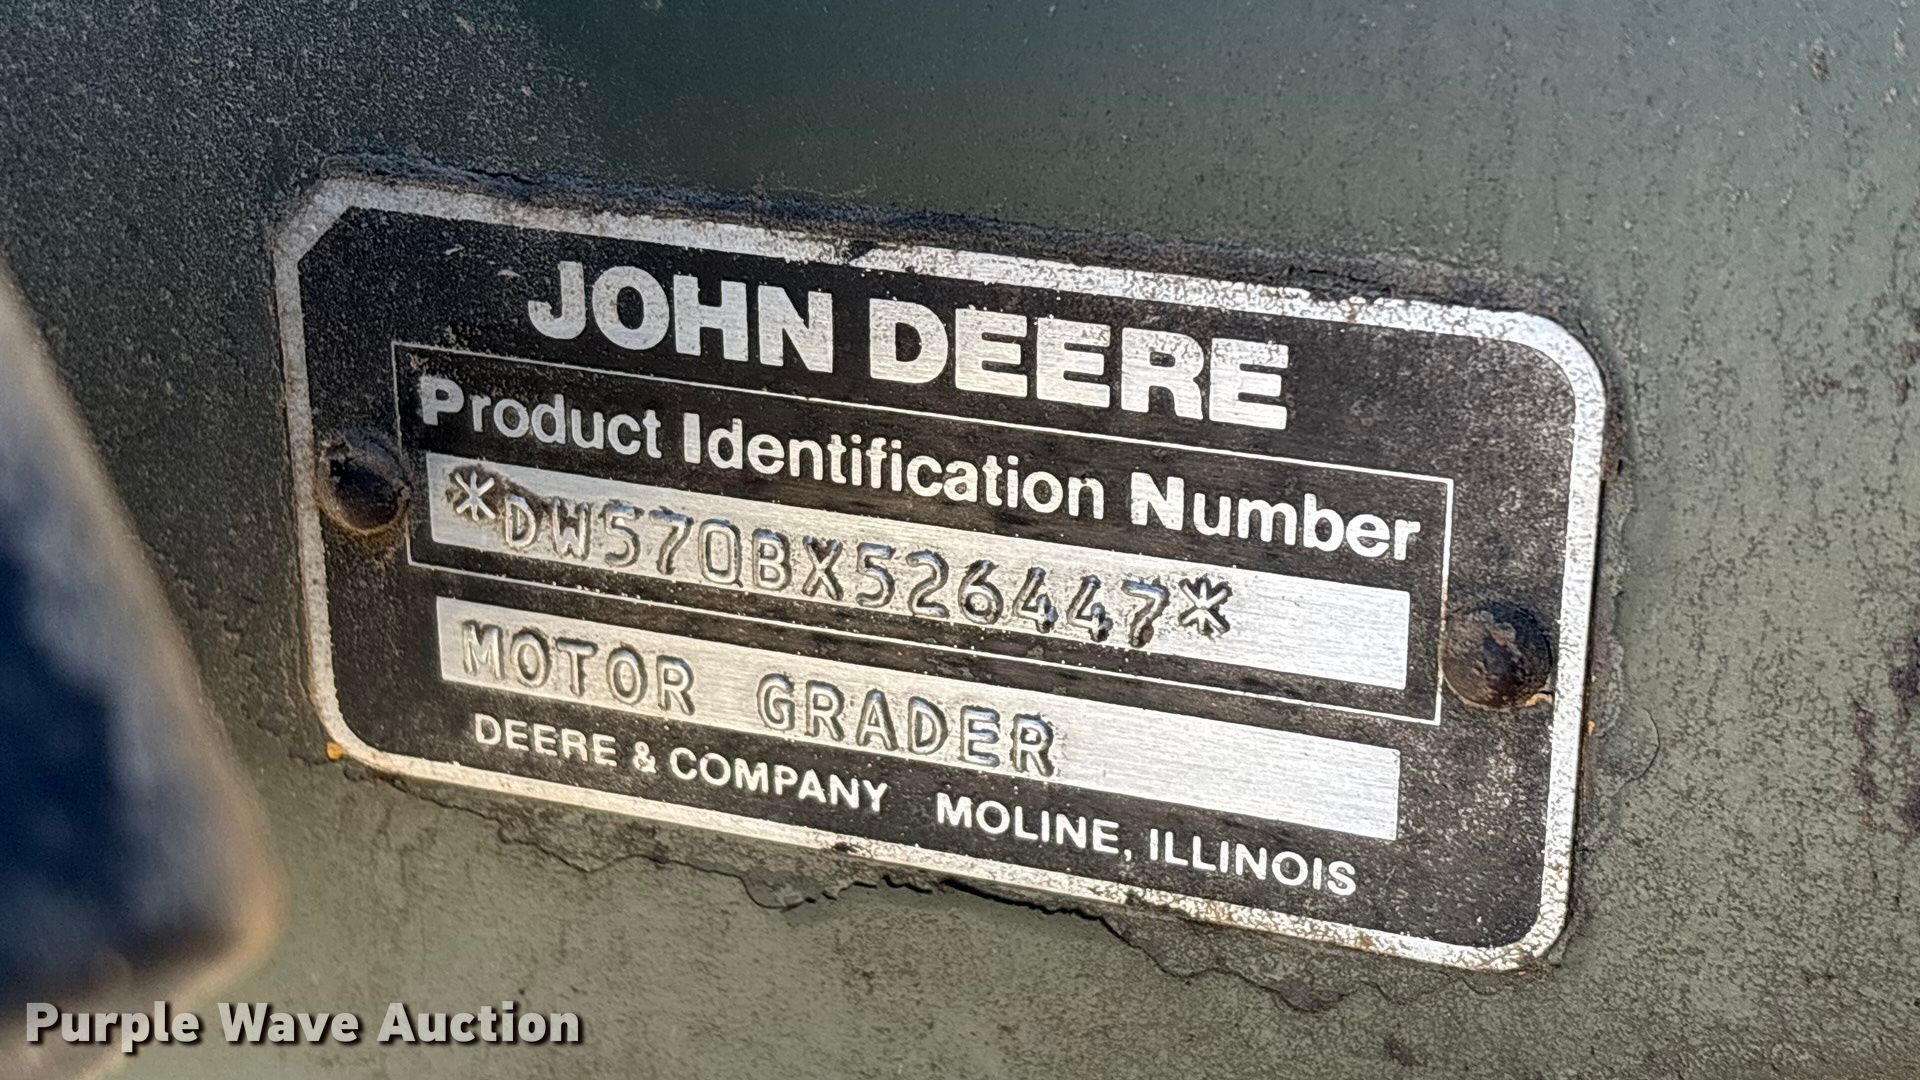 JOHN DEERE
Product Identification Number
*DW570BX526447*
MOTOR GRADER
DEERE & COMPANY MOLINE, ILLINOIS
Purple Wave Auction